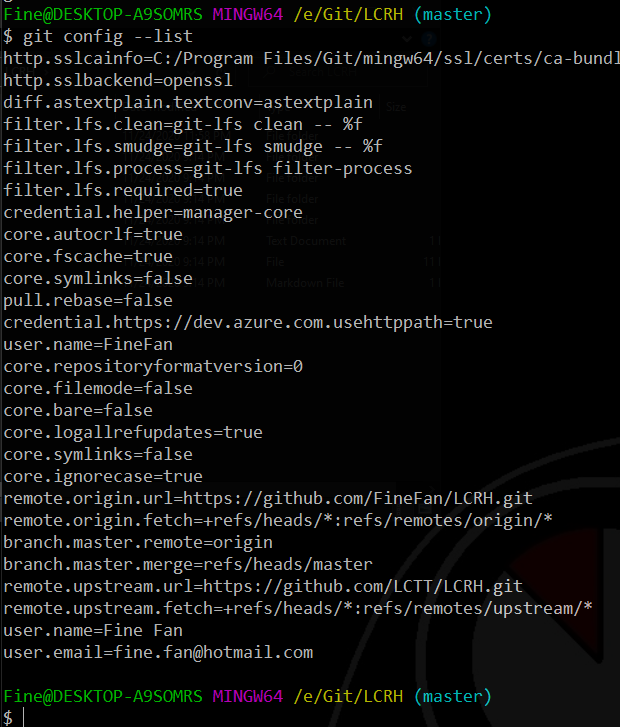 Fine@DESKTOP-A9SOMRS MINGW64 /e/Git/LCRH (master)
$ git config --list
http.sslcainfo=C:/Program Files/Git/mingw64/ssl/certs/ca-bundl
http.sslbackend=openssl
diff.astextplain.textconv=astextplain
Size
filter.lfs.clean=git-lfs clean -- %f
filter.lfs.smudge=git-lfs smudge -- %f
filter.lfs.process=git-lfs filter-process
filter.lfs.required=true
File folder
credential.helper=manager-core
core.autocrlf=true
Text Document
core.fscache=true
File
core.symlinks=false
Markdown File
pull.rebase=false
credential.https://dev.azure.com.usehttppath=true
user.name=FineFan
core.repositoryformatversion=0
core.filemode=false
core.bare=false
core.logallrefupdates=true
core.symlinks=false
core.ignorecase=true
remote.origin.url=https://github.com/FineFan/LCRH.git
remote.origin.fetch=+refs/heads/*:refs/remotes/origin/*
branch.master.remote=origin
branch.master.merge=refs/heads/master
remote.upstream.url=https://github.com/LCTT/LCRH.git
remote.upstream.fetch=+refs/heads/*:refs/remotes/upstream/*
user.name=Fine Fan
user.email=fine.fan@hotmail.com
Fine@DESKTOP-A9SOMRS MINGW64 /e/Git/LCRH (master)
$